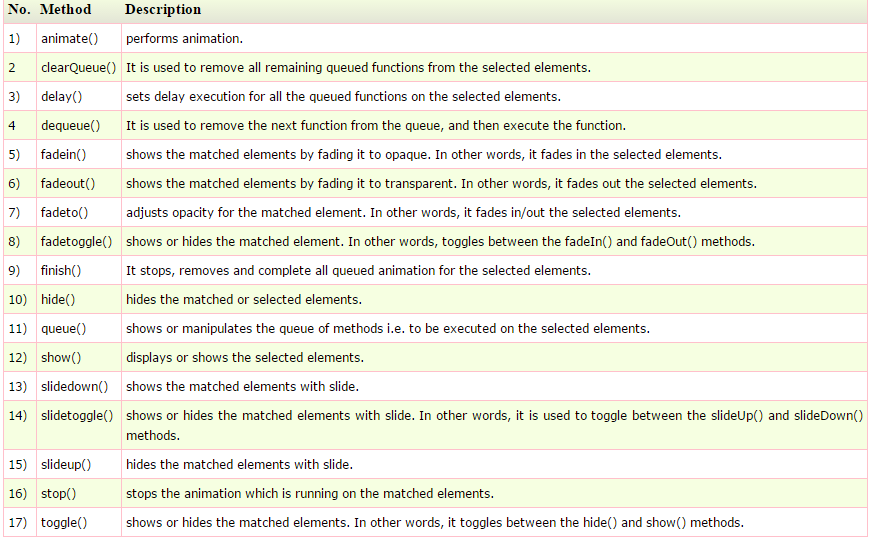 No. Method Description
1) animate() performs animation.
2 clearQueue() It is used to remove all remaining queued functions from the selected elements.
3) delay() sets delay execution for all the queued functions on the selected elements.
4 dequeue() It is used to remove the next function from the queue, and then execute the function.
5) fadein() shows the matched elements by fading it to opaque. In other words, it fades in the selected elements.
6) fadeout() shows the matched elements by fading it to transparent. In other words, it fades out the selected elements.
7) fadeto() adjusts opacity for the matched element. In other words, it fades in/out the selected elements.
8) fadetoggle() shows or hides the matched element. In other words, toggles between the fadeIn() and fadeOut() methods.
9) finish() It stops, removes and complete all queued animation for the selected elements.
10) hide() hides the matched or selected elements.
11) queue() shows or manipulates the queue of methods i.e. to be executed on the selected elements.
12) show() displays or shows the selected elements.
13) slidedown() shows the matched elements with slide.
14) slidetoggle() shows or hides the matched elements with slide. In other words, it is used to toggle between the slideUp() and slideDown()
methods.
15) slideup() hides the matched elements with slide.
16) stop() stops the animation which is running on the matched elements.
17) toggle() shows or hides the matched elements. In other words, it toggles between the hide() and show() methods.